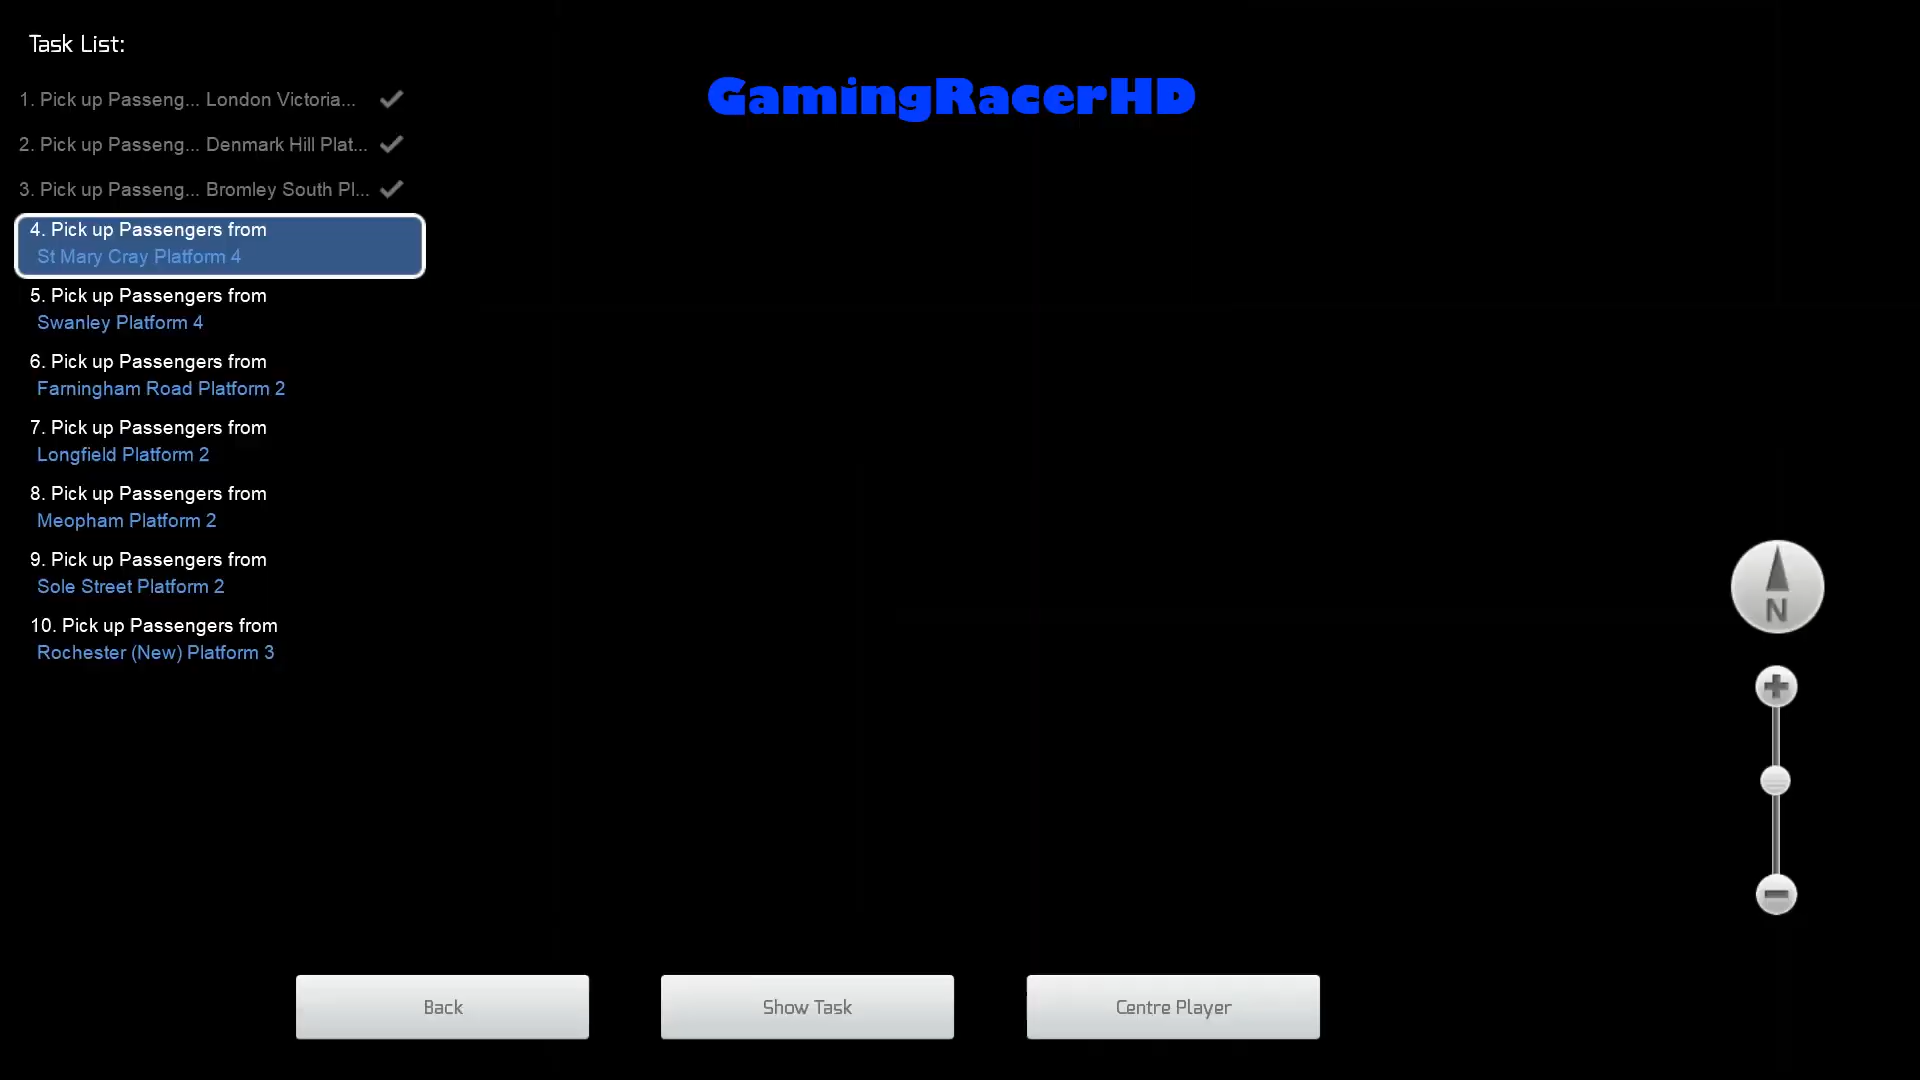 Task List:
GamingRacerHD
1. Pick up Passeng... London Victoria...
2. Pick up Passeng... Denmark Hill Plat...
3. Pick up Passeng... Bromley South Pl...
4. Pick up Passengers from
St Mary Cray Platform 4
5. Pick up Passengers from
Swanley Platform 4
6. Pick up Passengers from
Farningham Road Platform 2
7. Pick up Passengers from
Longfield Platform 2
8. Pick up Passengers from
Meopham Platform 2
9. Pick up Passengers from
Sole Street Platform 2
10. Pick up Passengers from
Rochester (New) Platform 3
N
Back
Show Task
Centre Player